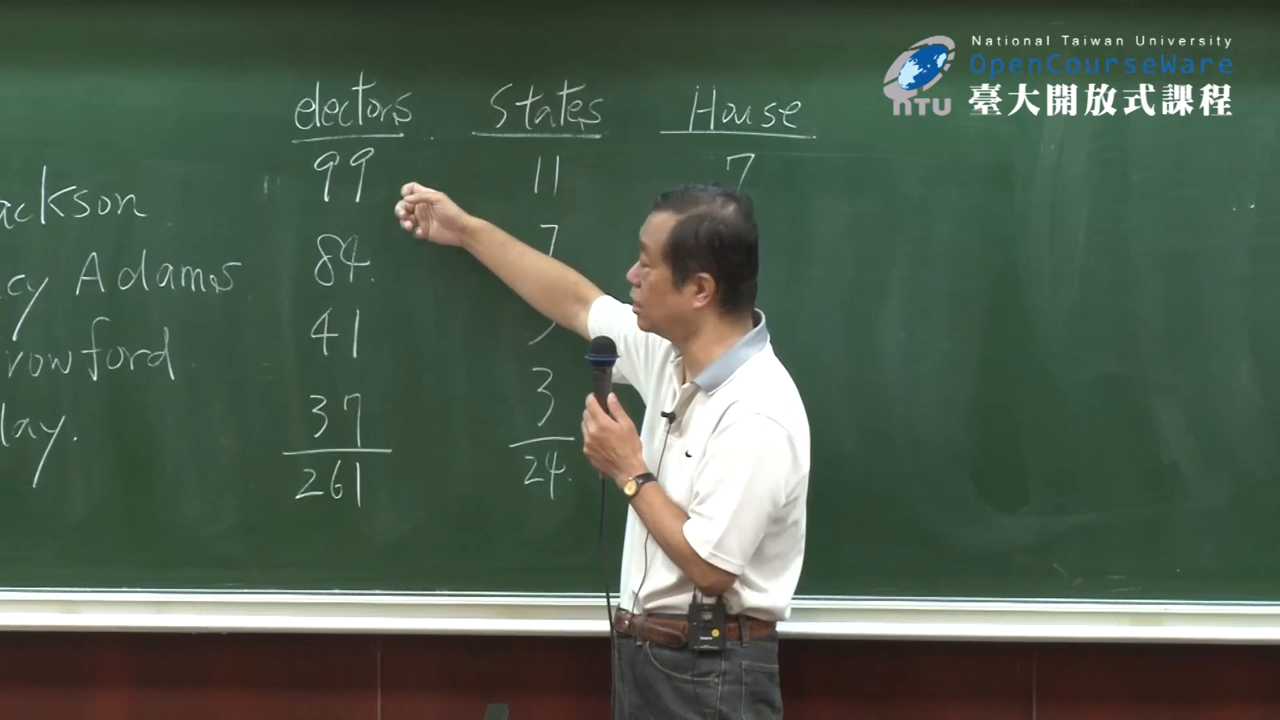 National Taiwan University
OpenCourseWare
NTU 臺大開放式課程
electors States House
99 11 7
ackson
84. 7
cy Adams
41
rowford
37 3
lay.
261 24.